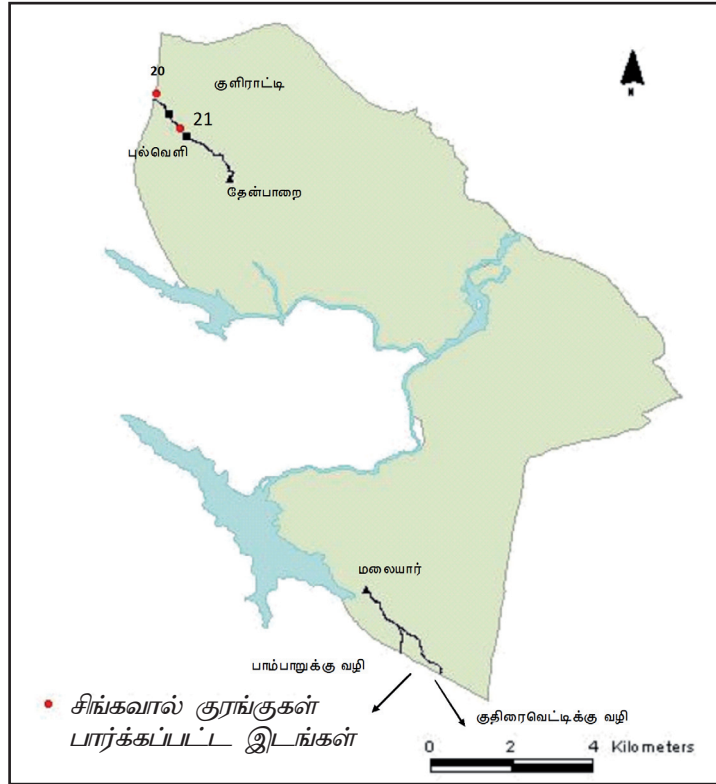 20
குளிராட்டி
N
21
புல்வெளி
தேன்பாறை
மலையார்
பாம்பாறுக்கு வழி
குதிரைவெட்டிக்கு வழி
சிங்கவால் குரங்குகள்
பார்க்கப்பட்ட இடங்கள்
0 2 4 Kilometers